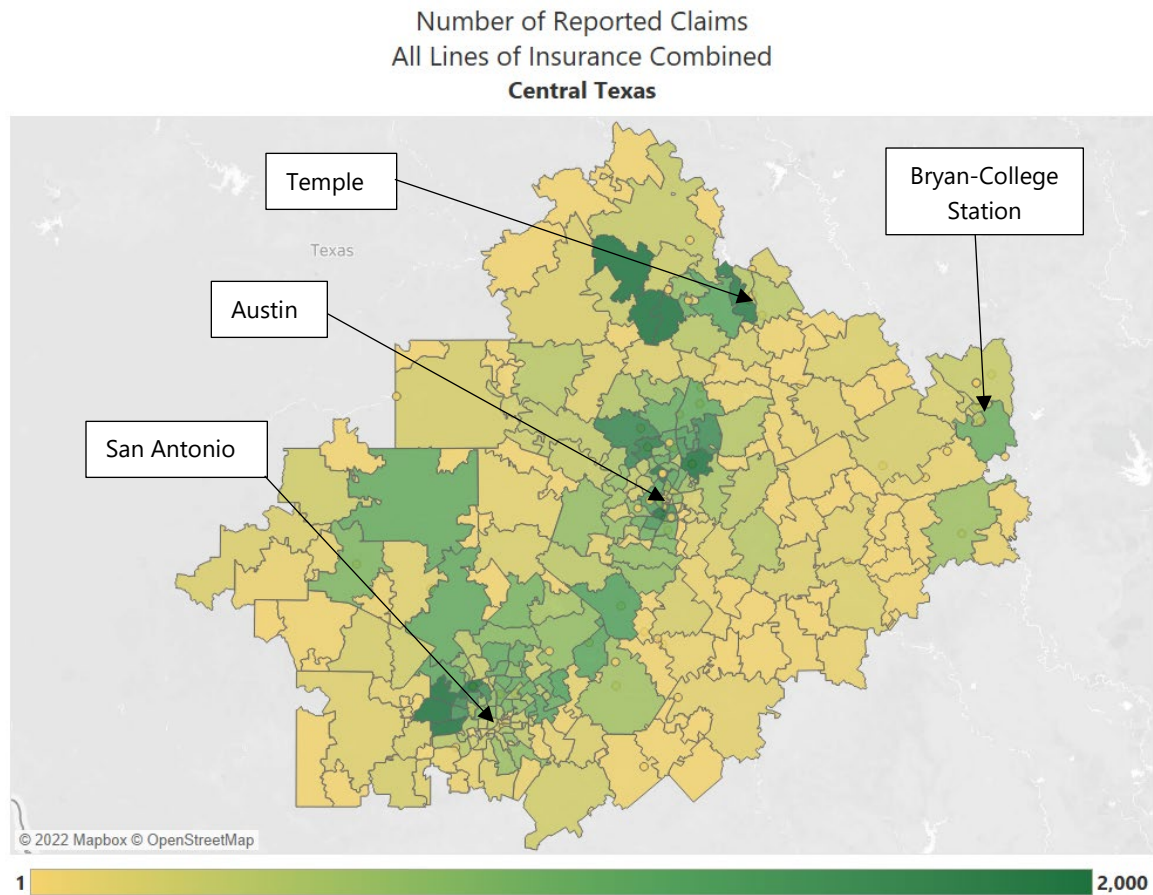 Number of Reported Claims
All Lines of Insurance Combined
Central Texas
Temple
Bryan-College
Station
Texas
Austin
San Antonio
© 2022 Mapbox © OpenStreetMap
1
2,000